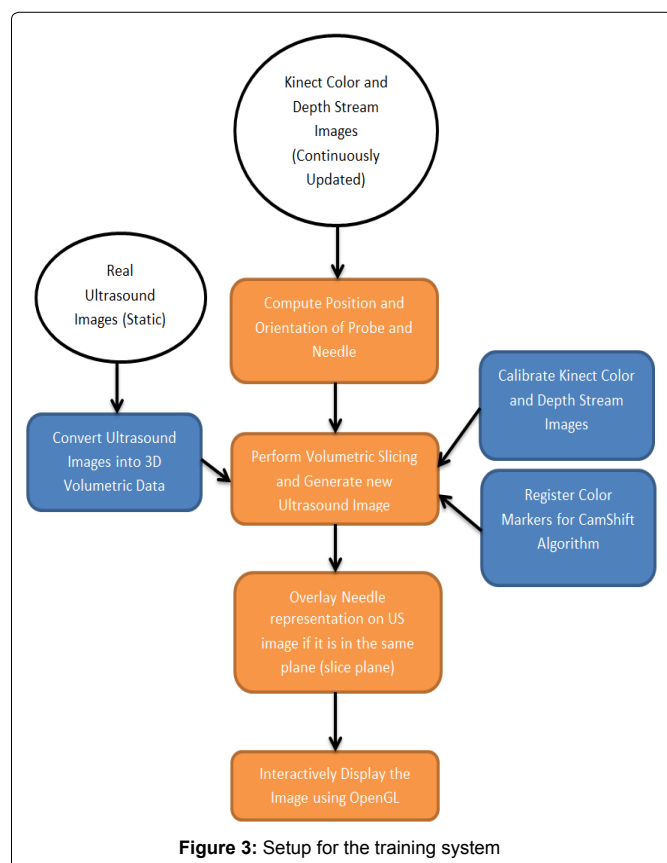 Kinect Color and
Depth Stream
Images
(Continuously
Updated)
Real
Ultrasound
Images (Static)
Compute Position and
Orientation of Probe and
Needle
Calibrate Kinect Color
and Depth Stream
Images
Convert Ultrasound
Images into 3D
Volumetric Data
Perform Volumetric Slicing
and Generate new
Ultrasound Image
Register Color
Markers for CamShift
Algorithm
Overlay Needle
representation on US
image if it is in the same
plane (slice plane)
Interactively Display the
Image using OpenGL
Figure 3: Setup for the training system